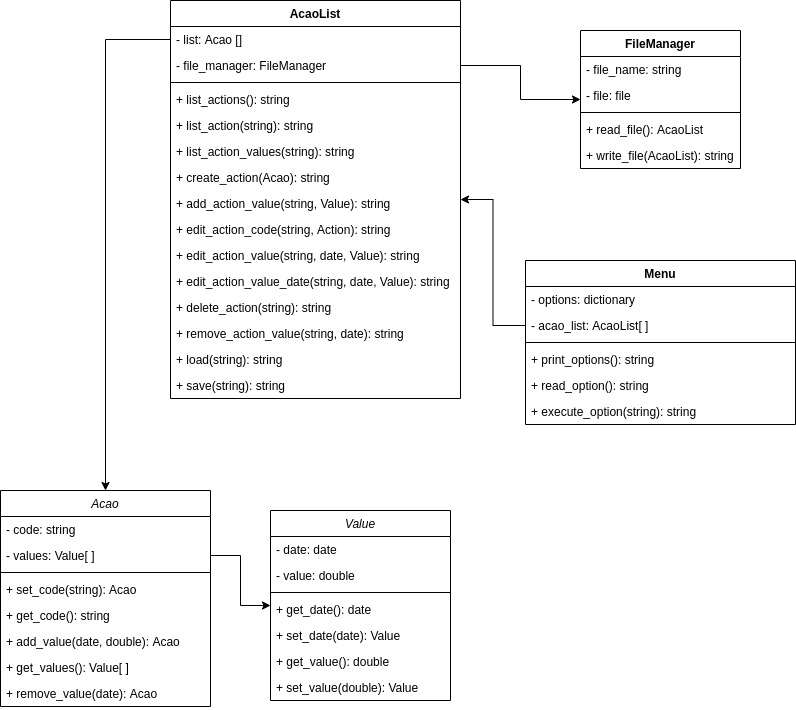 AcaoList
- list: Acao []
- file_manager: FileManager
+ list_actions(): string
+ list_action(string): string
+ list_action_values(string): string
+ create_action(Acao): string
+ add_action_value(string, Value): string
+ edit_action_code(string, Action): string
+ edit_action_value(string, date, Value): string
+ edit_action_value_date(string, date, Value): string
+ delete_action(string): string
+ remove_action_value(string, date): string
+ load(string): string
+ save(string): string
FileManager
- file_name: string
- file: file
+ read_file(): AcaoList
+ write_file(AcaoList): string
Menu
- options: dictionary
- acao_list: AcaoList[ ]
+ print_options(): string
+ read_option(): string
+ execute_option(string): string
Acao
- code: string
- values: Value[ ]
+ set_code(string): Acao
+ get_code(): string
+ add_value(date, double): Acao
+ get_values(): Value[ ]
+ remove_value(date): Acao
Value
- date: date
- value: double
+ get_date(): date
+ set_date(date): Value
+ get_value(): double
+ set_value(double): Value